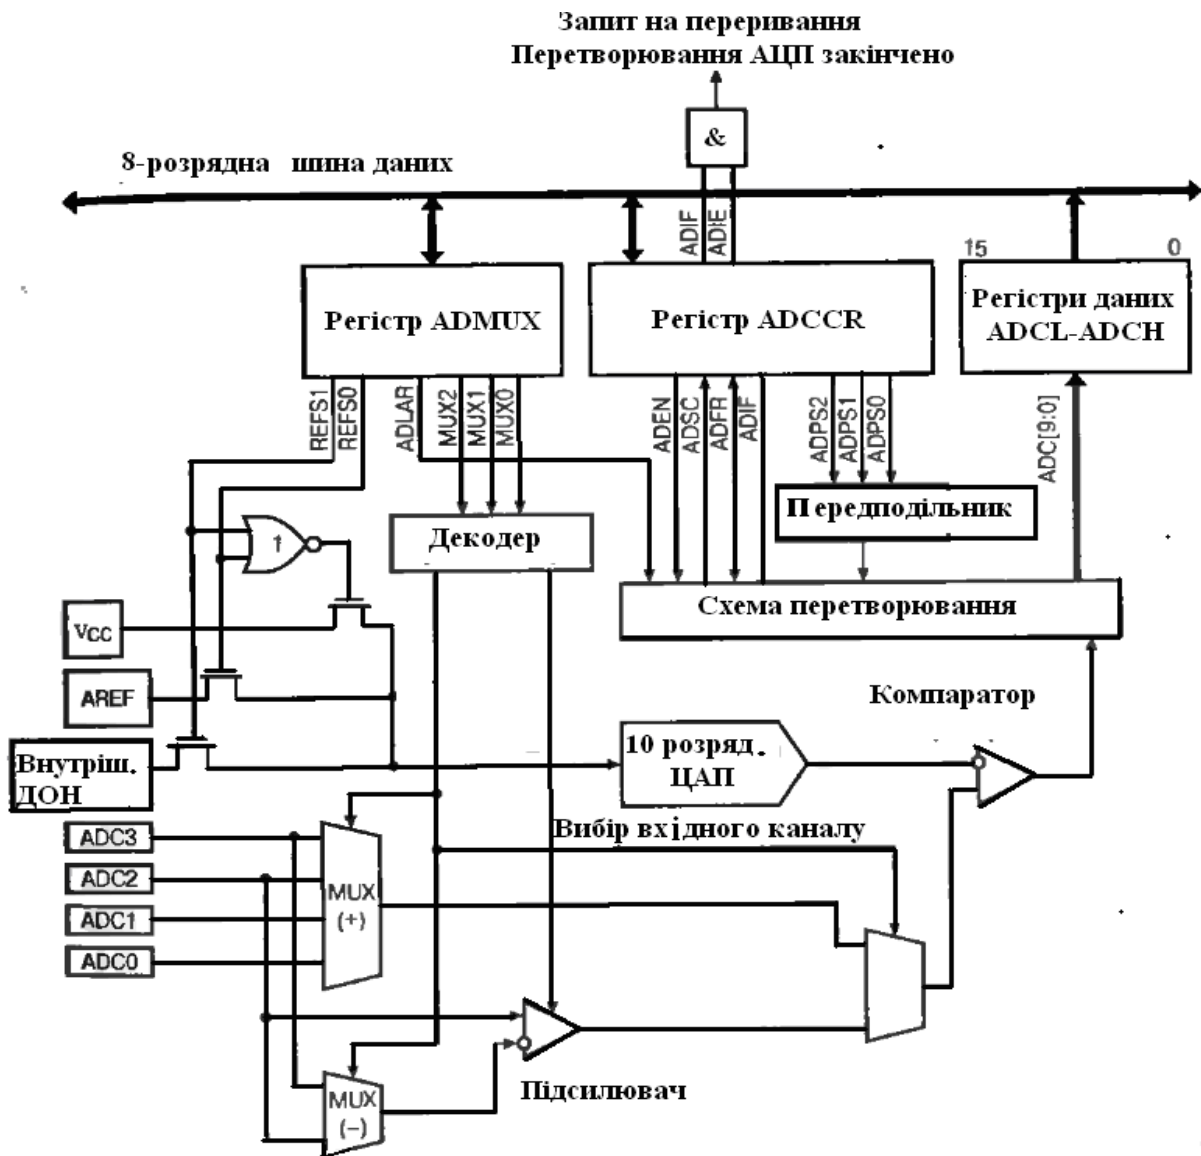 Запит на переривання
Перетворювання АЦП закінчено
&
8-розрядна шина даних
ADIF
ADIE
15 0
Регістр ADMUX
Регістр ADCCR
Регістри даних
ADCL-ADCH
REFS1
REFS0
ADLAR
MUX2
MUX1
MUX0
ADEN
ADSC
ADFR
ADIF
ADPS2
ADPS1
ADPS0
ADC[9:0]
Передподільник
Декодер
1
Схема перетворювання
VCC
AREF
Компаратор
Внутріш.
ДОН
10 розряд.
ЦАП
Вибір вхідного каналу
ADC3
ADC2
ADC1
ADC0
MUX
(+)
Підсилювач
MUX
(–)